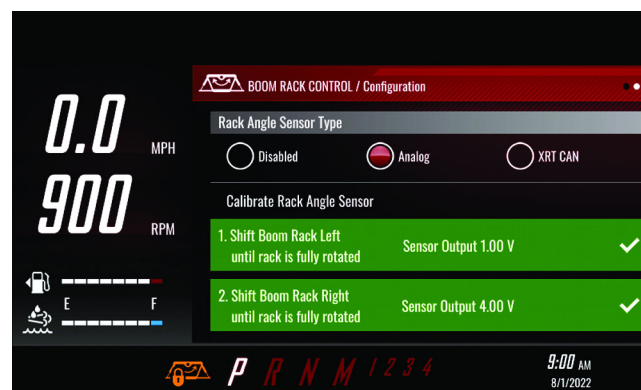 BOOM RACK CONTROL / Configuration
Rack Angle Sensor Type
Disabled
Analog
XRT CAN
Calibrate Rack Angle Sensor
1. Shift Boom Rack Left
until rack is fully rotated
Sensor Output 1.00 V
2. Shift Boom Rack Right
until rack is fully rotated
Sensor Output 4.00 V
0.0 MPH
900 RPM
E F
P R N M 1 2 3 4
9:00 AM
8/1/2022